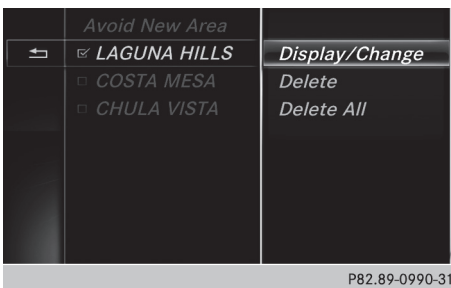 Avoid New Area
LAGUNA HILLS
COSTA MESA
CHULA VISTA
Display/Change
Delete
Delete All
P82.89-0990-31